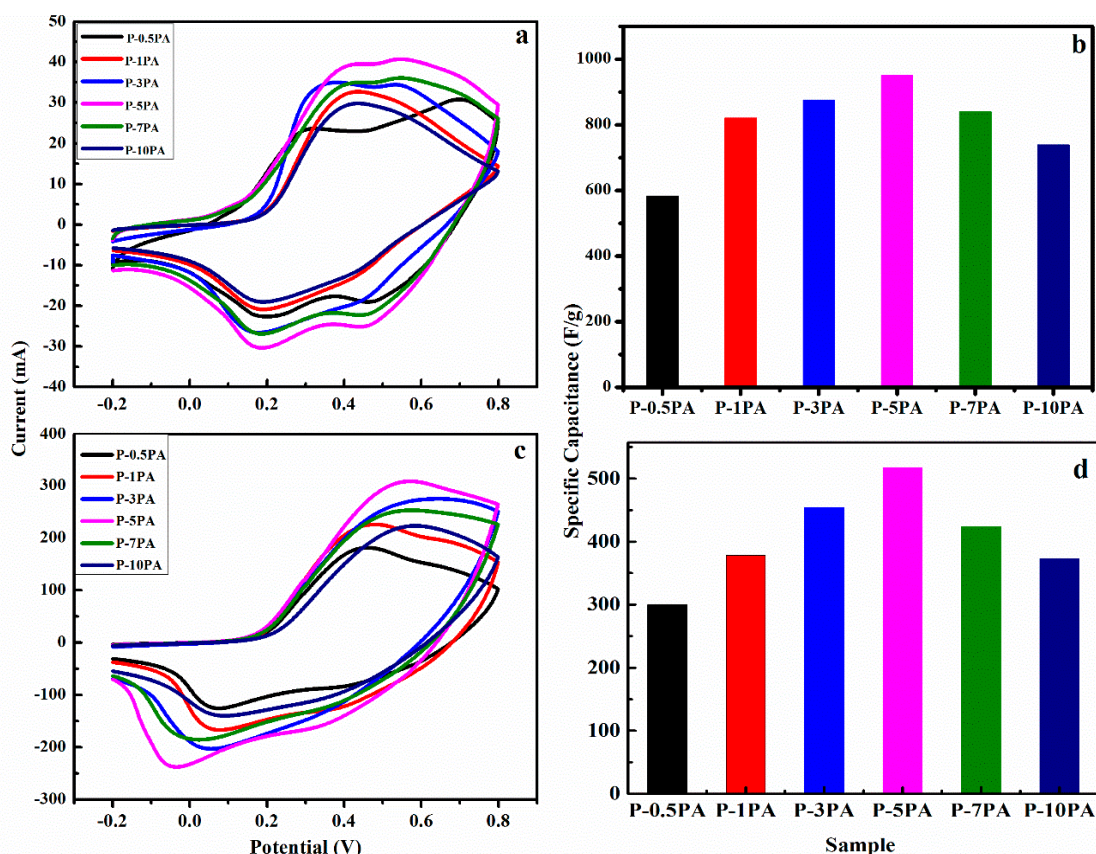 a
P-0.5PA
P-1PA
P-3PA
P-5PA
P-7PA
P-10PA
50
40
30
20
10
0
-10
-20
-30
-40
-0.2 0.0 0.2 0.4 0.6 0.8
b
1000
800
600
400
200
0
P-0.5PA P-1PA P-3PA P-5PA P-7PA P-10PA
Current (mA)
Specific Capacitance (F/g)
c
P-0.5PA
P-1PA
P-3PA
P-5PA
P-7PA
P-10PA
400
300
200
100
0
-100
-200
-300
-0.2 0.0 0.2 0.4 0.6 0.8
Potential (V)
d
500
400
300
200
100
0
P-0.5PA P-1PA P-3PA P-5PA P-7PA P-10PA
Sample